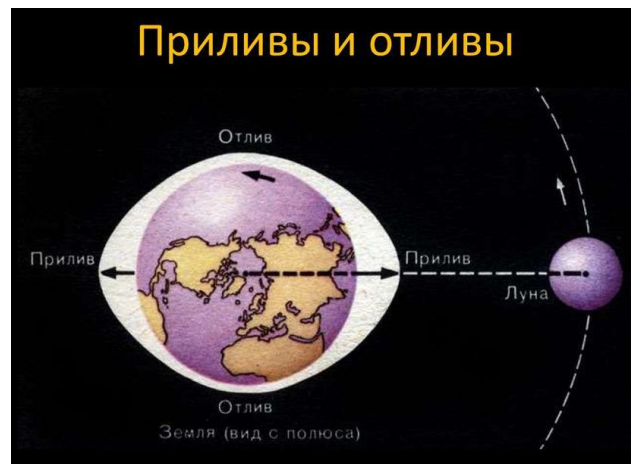 Приливы и отливы
Отлив
Прилив
Прилив
Луна
Отлив
Земля (вид с полюса)